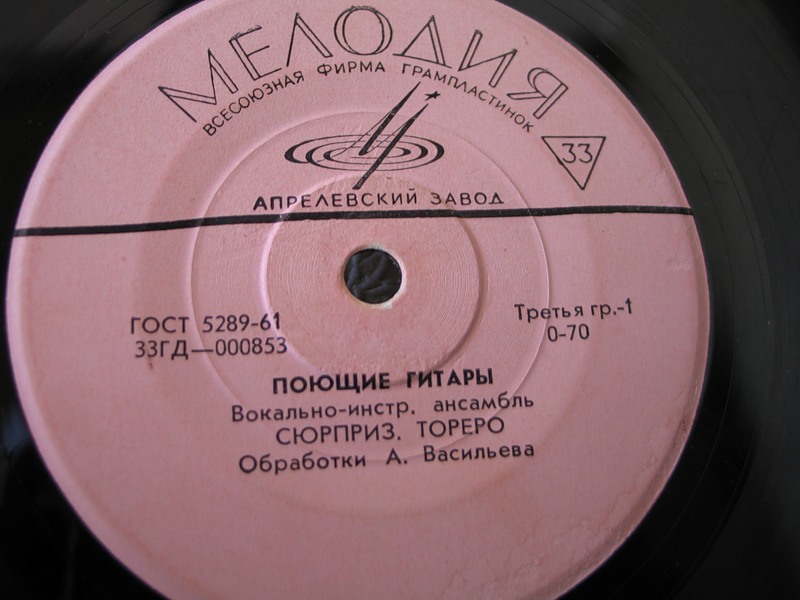 МЕЛОДИЯ
ВСЕСОЮЗНАЯ ФИРМА ГРАМПЛАСТИНОК
33
АПРЕЛЕВСКИЙ ЗАВОД
ГОСТ 5289-61
33ГД—000853
Третья гр.-1
0-70
ПОЮЩИЕ ГИТАРЫ
Вокально-инстр. ансамбль
СЮРПРИЗ. ТОРЕРО
Обработки А. Васильева